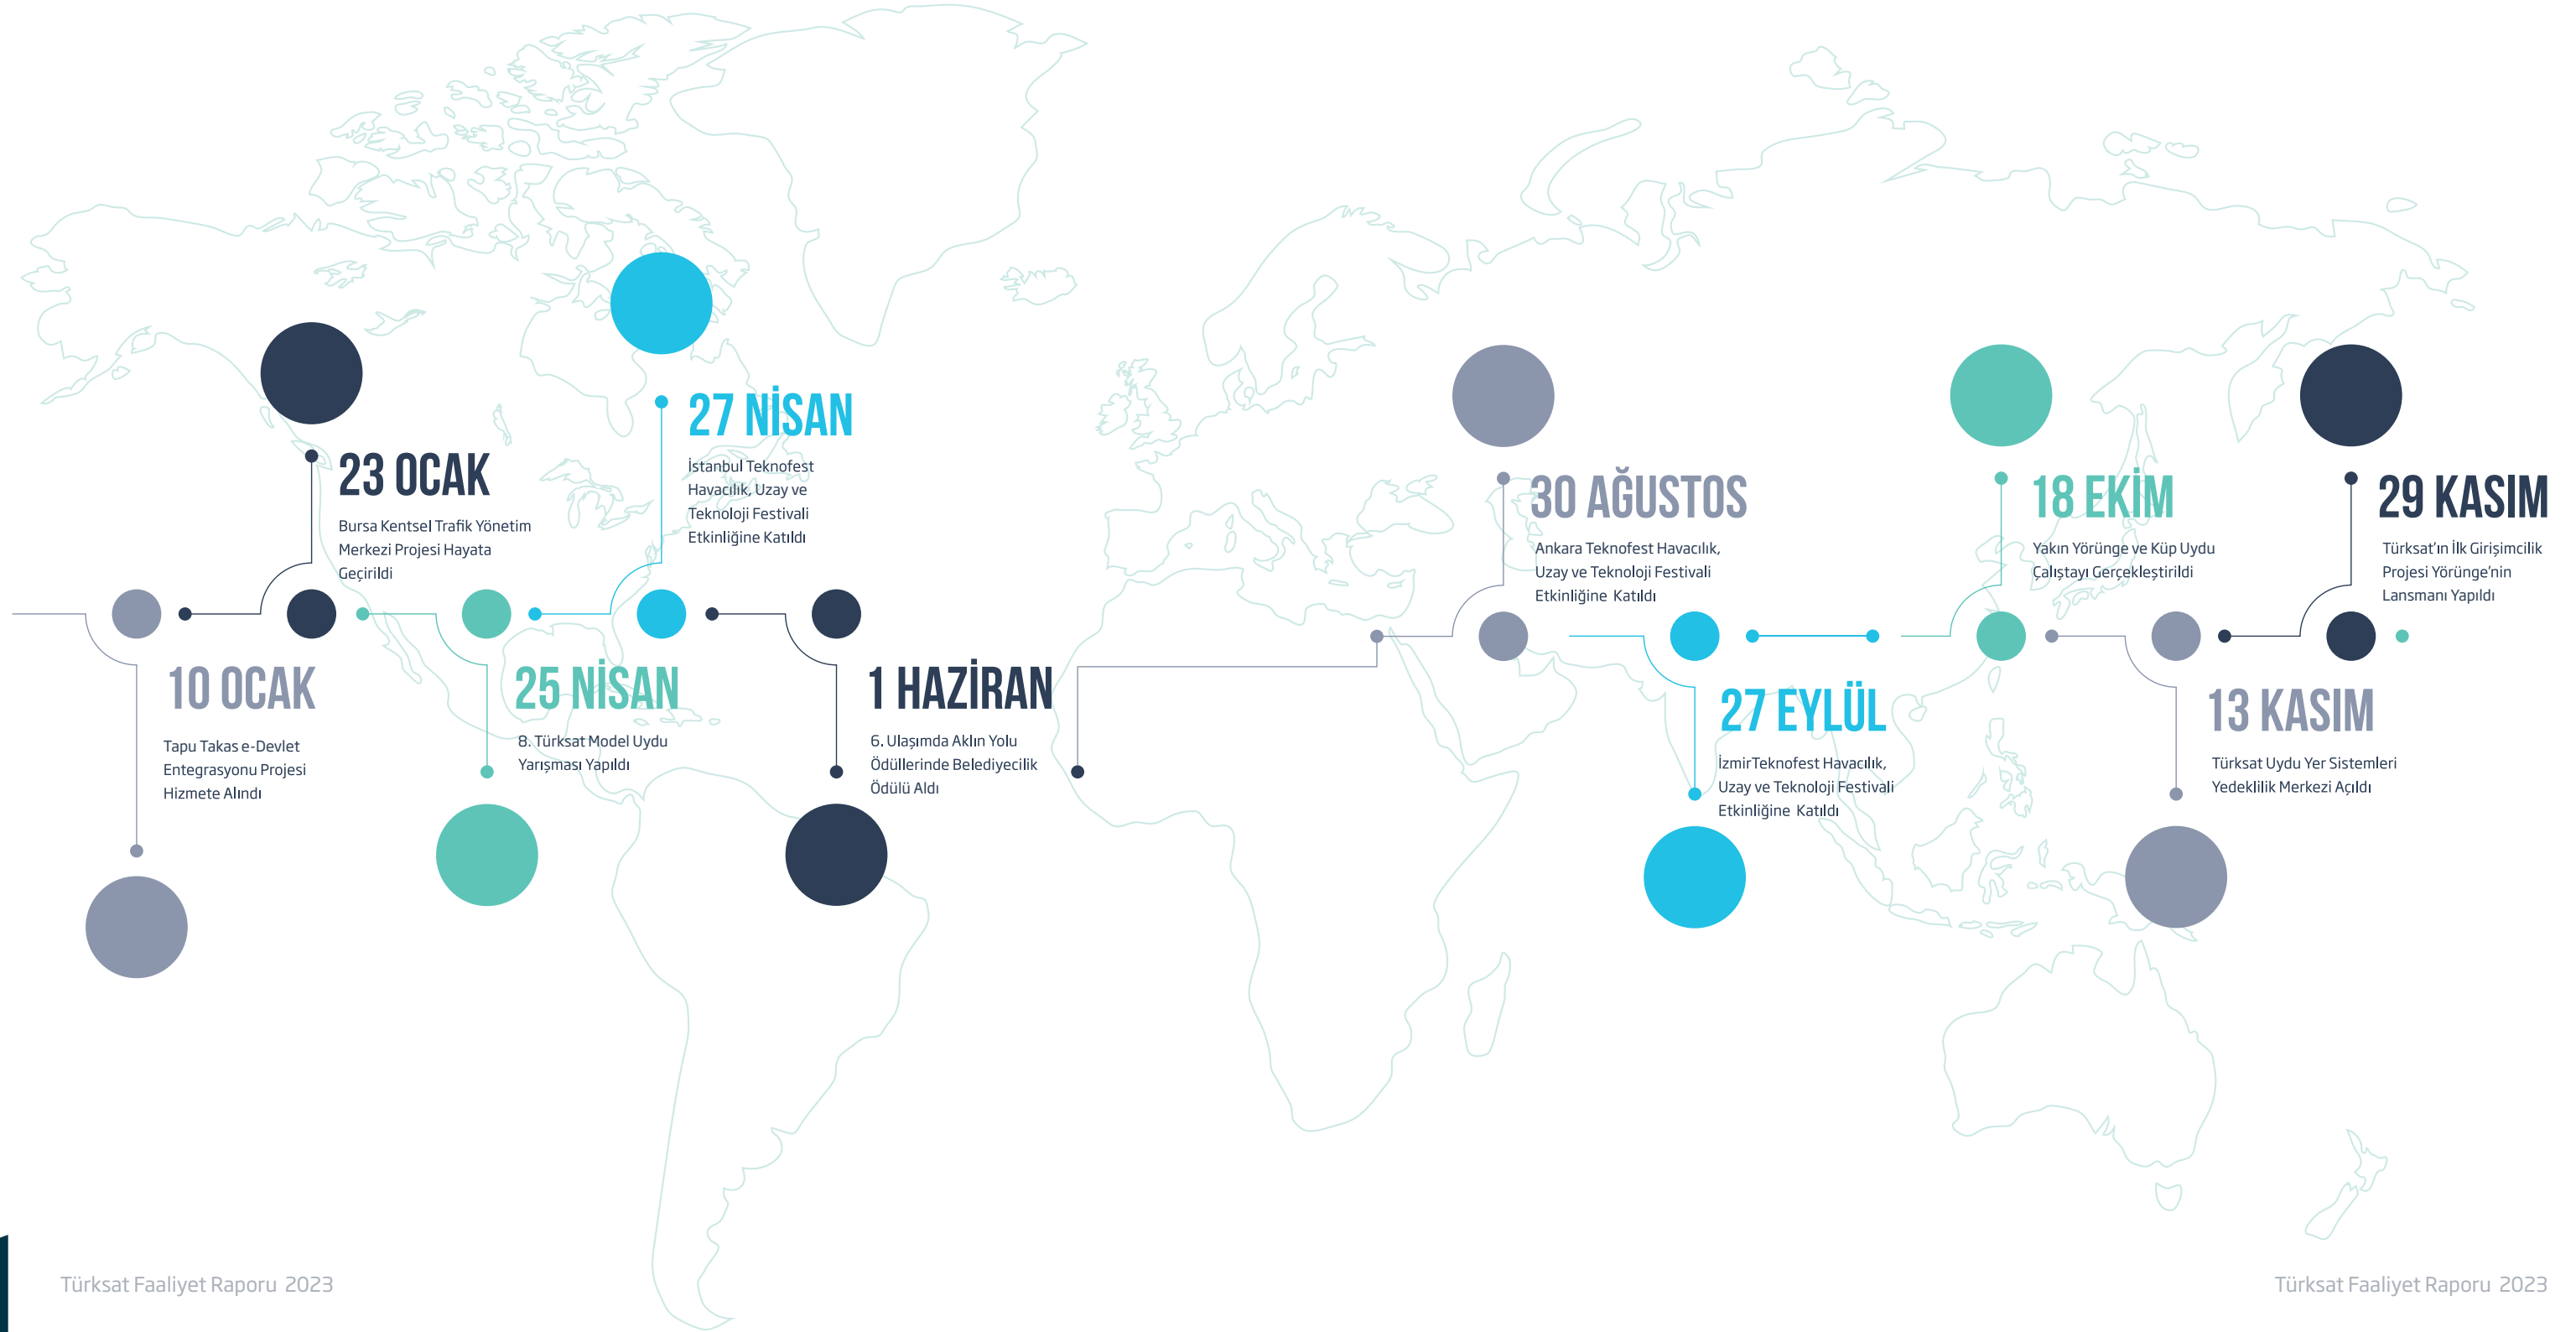 10 OCAK
Tapu Takas e-Devlet
Entegrasyonu Projesi
Hizmete Alındı
23 OCAK
Bursa Kentsel Trafik Yönetim
Merkezi Projesi Hayata
Geçirildi
25 NİSAN
8. Türksat Model Uydu
Yarışması Yapıldı
27 NİSAN
İstanbul Teknofest
Havacılık, Uzay ve
Teknoloji Festivali
Etkinliğine Katıldı
1 HAZİRAN
6. Ulaşımda Aklın Yolu
Ödüllerinde Belediyecilik
Ödülü Aldı
30 AĞUSTOS
Ankara Teknofest Havacılık,
Uzay ve Teknoloji Festivali
Etkinliğine Katıldı
27 EYLÜL
İzmirTeknofest Havacılık,
Uzay ve Teknoloji Festivali
Etkinliğine Katıldı
18 EKİM
Yakın Yörünge ve Küp Uydu
Çalıştayı Gerçekleştirildi
13 KASIM
Türksat Uydu Yer Sistemleri
Yedeklilik Merkezi Açıldı
29 KASIM
Türksat’ın İlk Girişimcilik
Projesi Yörünge’nin
Lansmanı Yapıldı
Türksat Faaliyet Raporu 2023
Türksat Faaliyet Raporu 2023